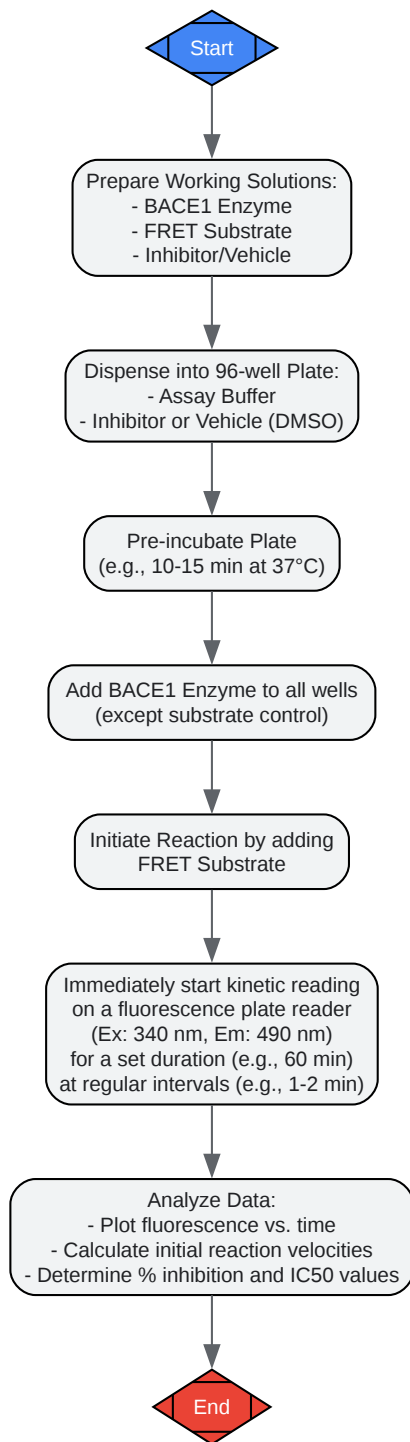 Start
Prepare Working Solutions:
- BACE1 Enzyme
- FRET Substrate
- Inhibitor/Vehicle
Dispense into 96-well Plate:
- Assay Buffer
- Inhibitor or Vehicle (DMSO)
Pre-incubate Plate
(e.g., 10-15 min at 37°C)
Add BACE1 Enzyme to all wells
(except substrate control)
Initiate Reaction by adding
FRET Substrate
Immediately start kinetic reading
on a fluorescence plate reader
(Ex: 340 nm, Em: 490 nm)
for a set duration (e.g., 60 min)
at regular intervals (e.g., 1-2 min)
Analyze Data:
- Plot fluorescence vs. time
- Calculate initial reaction velocities
- Determine % inhibition and IC50 values
End